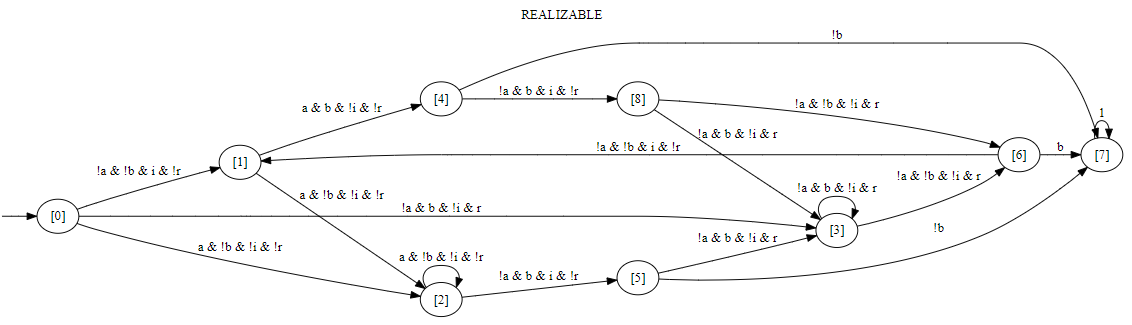 REALIZABLE
!b
[4]
!a & b & i & !r
[8]
a & b & !i & !r
!a & !b & !i & r
1
!a & b & !i & r
[1]
!a & !b & i & !r
[6]
b
[7]
!a & !b & i & !r
a & !b & !i & !r
!a & b & !i & r
!a & !b & !i & r
[0]
!a & b & !i & r
[3]
a & !b & !i & !r
!a & b & !i & r
!b
a & !b & !i & !r
!a & b & i & !r
[5]
[2]